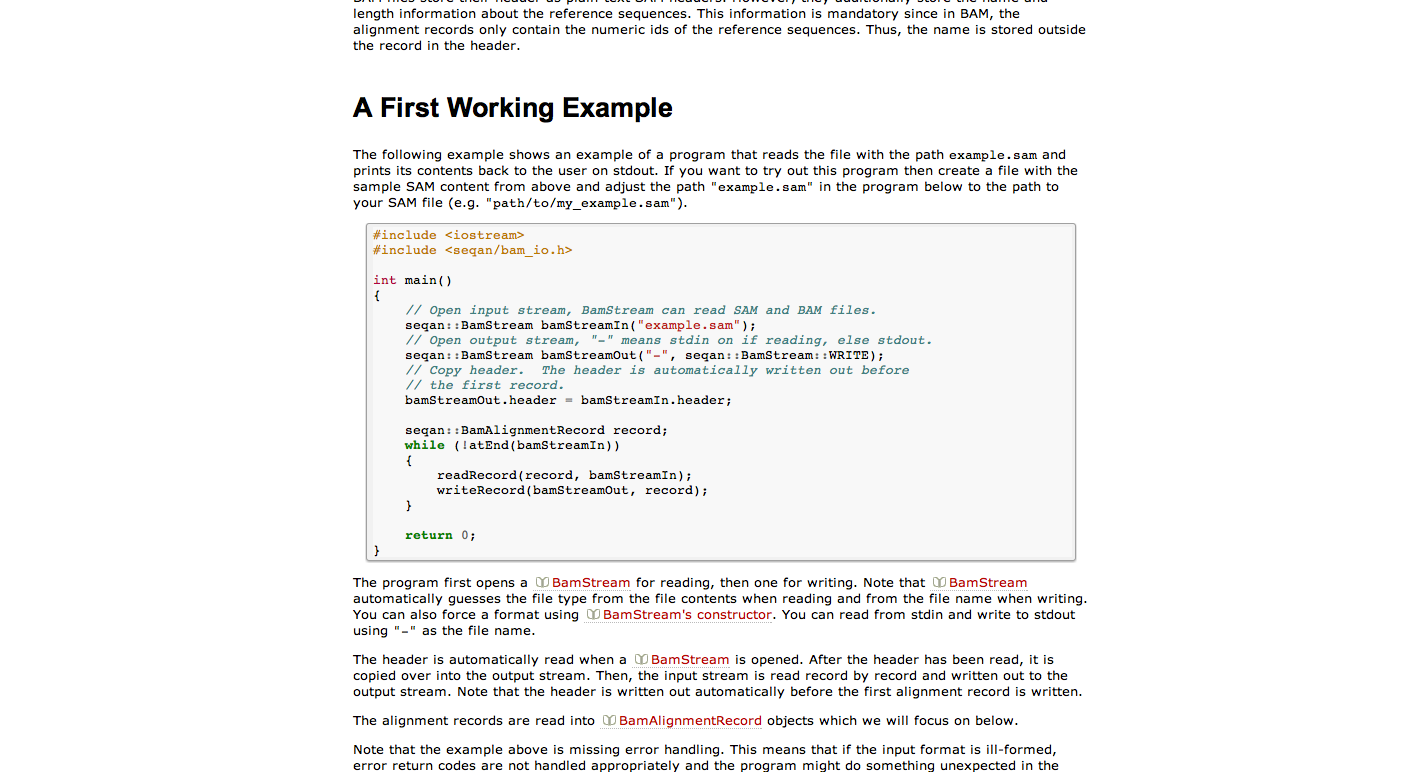 BAM files store their header as plain-text SAM headers. However, they additionally store the name and
length information about the reference sequences. This information is mandatory since in BAM, the
alignment records only contain the numeric ids of the reference sequences. Thus, the name is stored outside
the record in the header.
A First Working Example
The following example shows an example of a program that reads the file with the path example.sam and
prints its contents back to the user on stdout. If you want to try out this program then create a file with the
sample SAM content from above and adjust the path "example.sam" in the program below to the path to
your SAM file (e.g. "path/to/my_example.sam").
#include <iostream>
#include <seqan/bam_io.h>
int main()
{
// Open input stream, BamStream can read SAM and BAM files.
seqan::BamStream bamStreamIn("example.sam");
// Open output stream, "-" means stdin on if reading, else stdout.
seqan::BamStream bamStreamOut("-", seqan::BamStream::WRITE);
// Copy header.  The header is automatically written out before
// the first record.
bamStreamOut.header = bamStreamIn.header;
seqan::BamAlignmentRecord record;
while (!atEnd(bamStreamIn))
{
readRecord(record, bamStreamIn);
writeRecord(bamStreamOut, record);
}
return 0;
}
The program first opens a BamStream for reading, then one for writing. Note that BamStream
automatically guesses the file type from the file contents when reading and from the file name when writing.
You can also force a format using BamStream's constructor. You can read from stdin and write to stdout
using "-" as the file name.
The header is automatically read when a BamStream is opened. After the header has been read, it is
copied over into the output stream. Then, the input stream is read record by record and written out to the
output stream. Note that the header is written out automatically before the first alignment record is written.
The alignment records are read into BamAlignmentRecord objects which we will focus on below.
Note that the example above is missing error handling. This means that if the input format is ill-formed,
error return codes are not handled appropriately and the program might do something unexpected in the